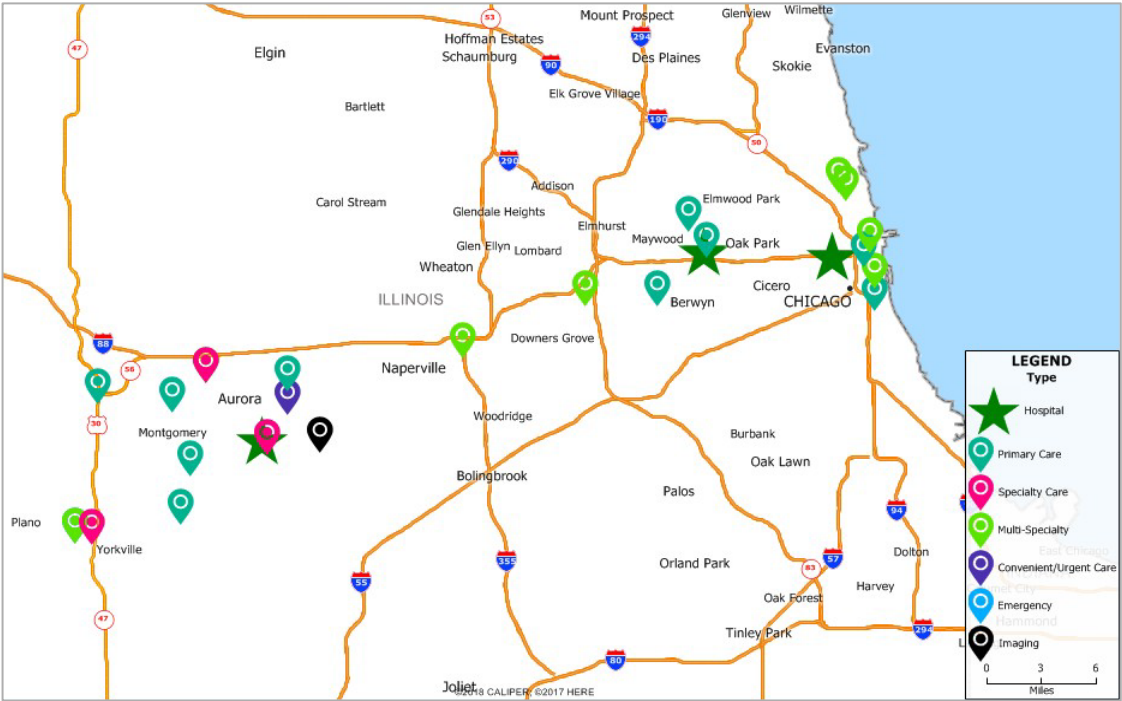 Wilmette
Glenview
Mount Prospect
53
47
294
Hoffman Estates
Evanston
Elgin
Schaumburg
Des Plaines
90
Skokie
Elk Grove Village
Bartlett
190
50
290
Addison
Carol Stream
Elmwood Park
Glendale Heights
Elmhurst
Maywood
Oak Park
Glen Ellyn
Lombard
Wheaton
Cicero
ILLINOIS
Berwyn
CHICAGO
88
Downers Grove
56
Naperville
Aurora
30
Woodridge
Montgomery
Burbank
Oak Lawn
Bolingbrook
Palos
94
Plano
Yorkville
Dolton
355
57
Orland Park
55
83
Harvey
Oak Forest
47
294
Tinley Park
80
Joliet
©2018 CALIPER; ©2017 HERE
LEGEND
Type
Hospital
Primary Care
Specialty Care
Multi-Specialty
East Chicago
Convenient/Urgent Care
Emergency
Hammond
Imaging
0 3 6
Miles